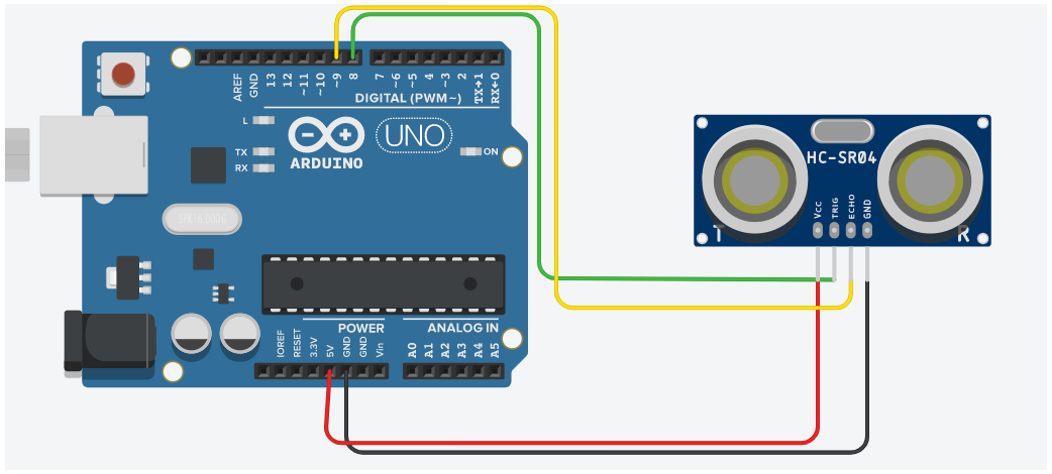 AREF
GND
13
12
~11
~10
~9
8
7
~6
~5
4
~3
2
TX→1
RX←0
DIGITAL (PWM~)
L
TX
RX
ARDUINO
UNO
ON
HC-SR04
VCC
TRIG
ECHO
GND
T
R
POWER
ANALOG IN
IOREF
RESET
3.3V
5V
GND
GND
Vin
A0
A1
A2
A3
A4
A5